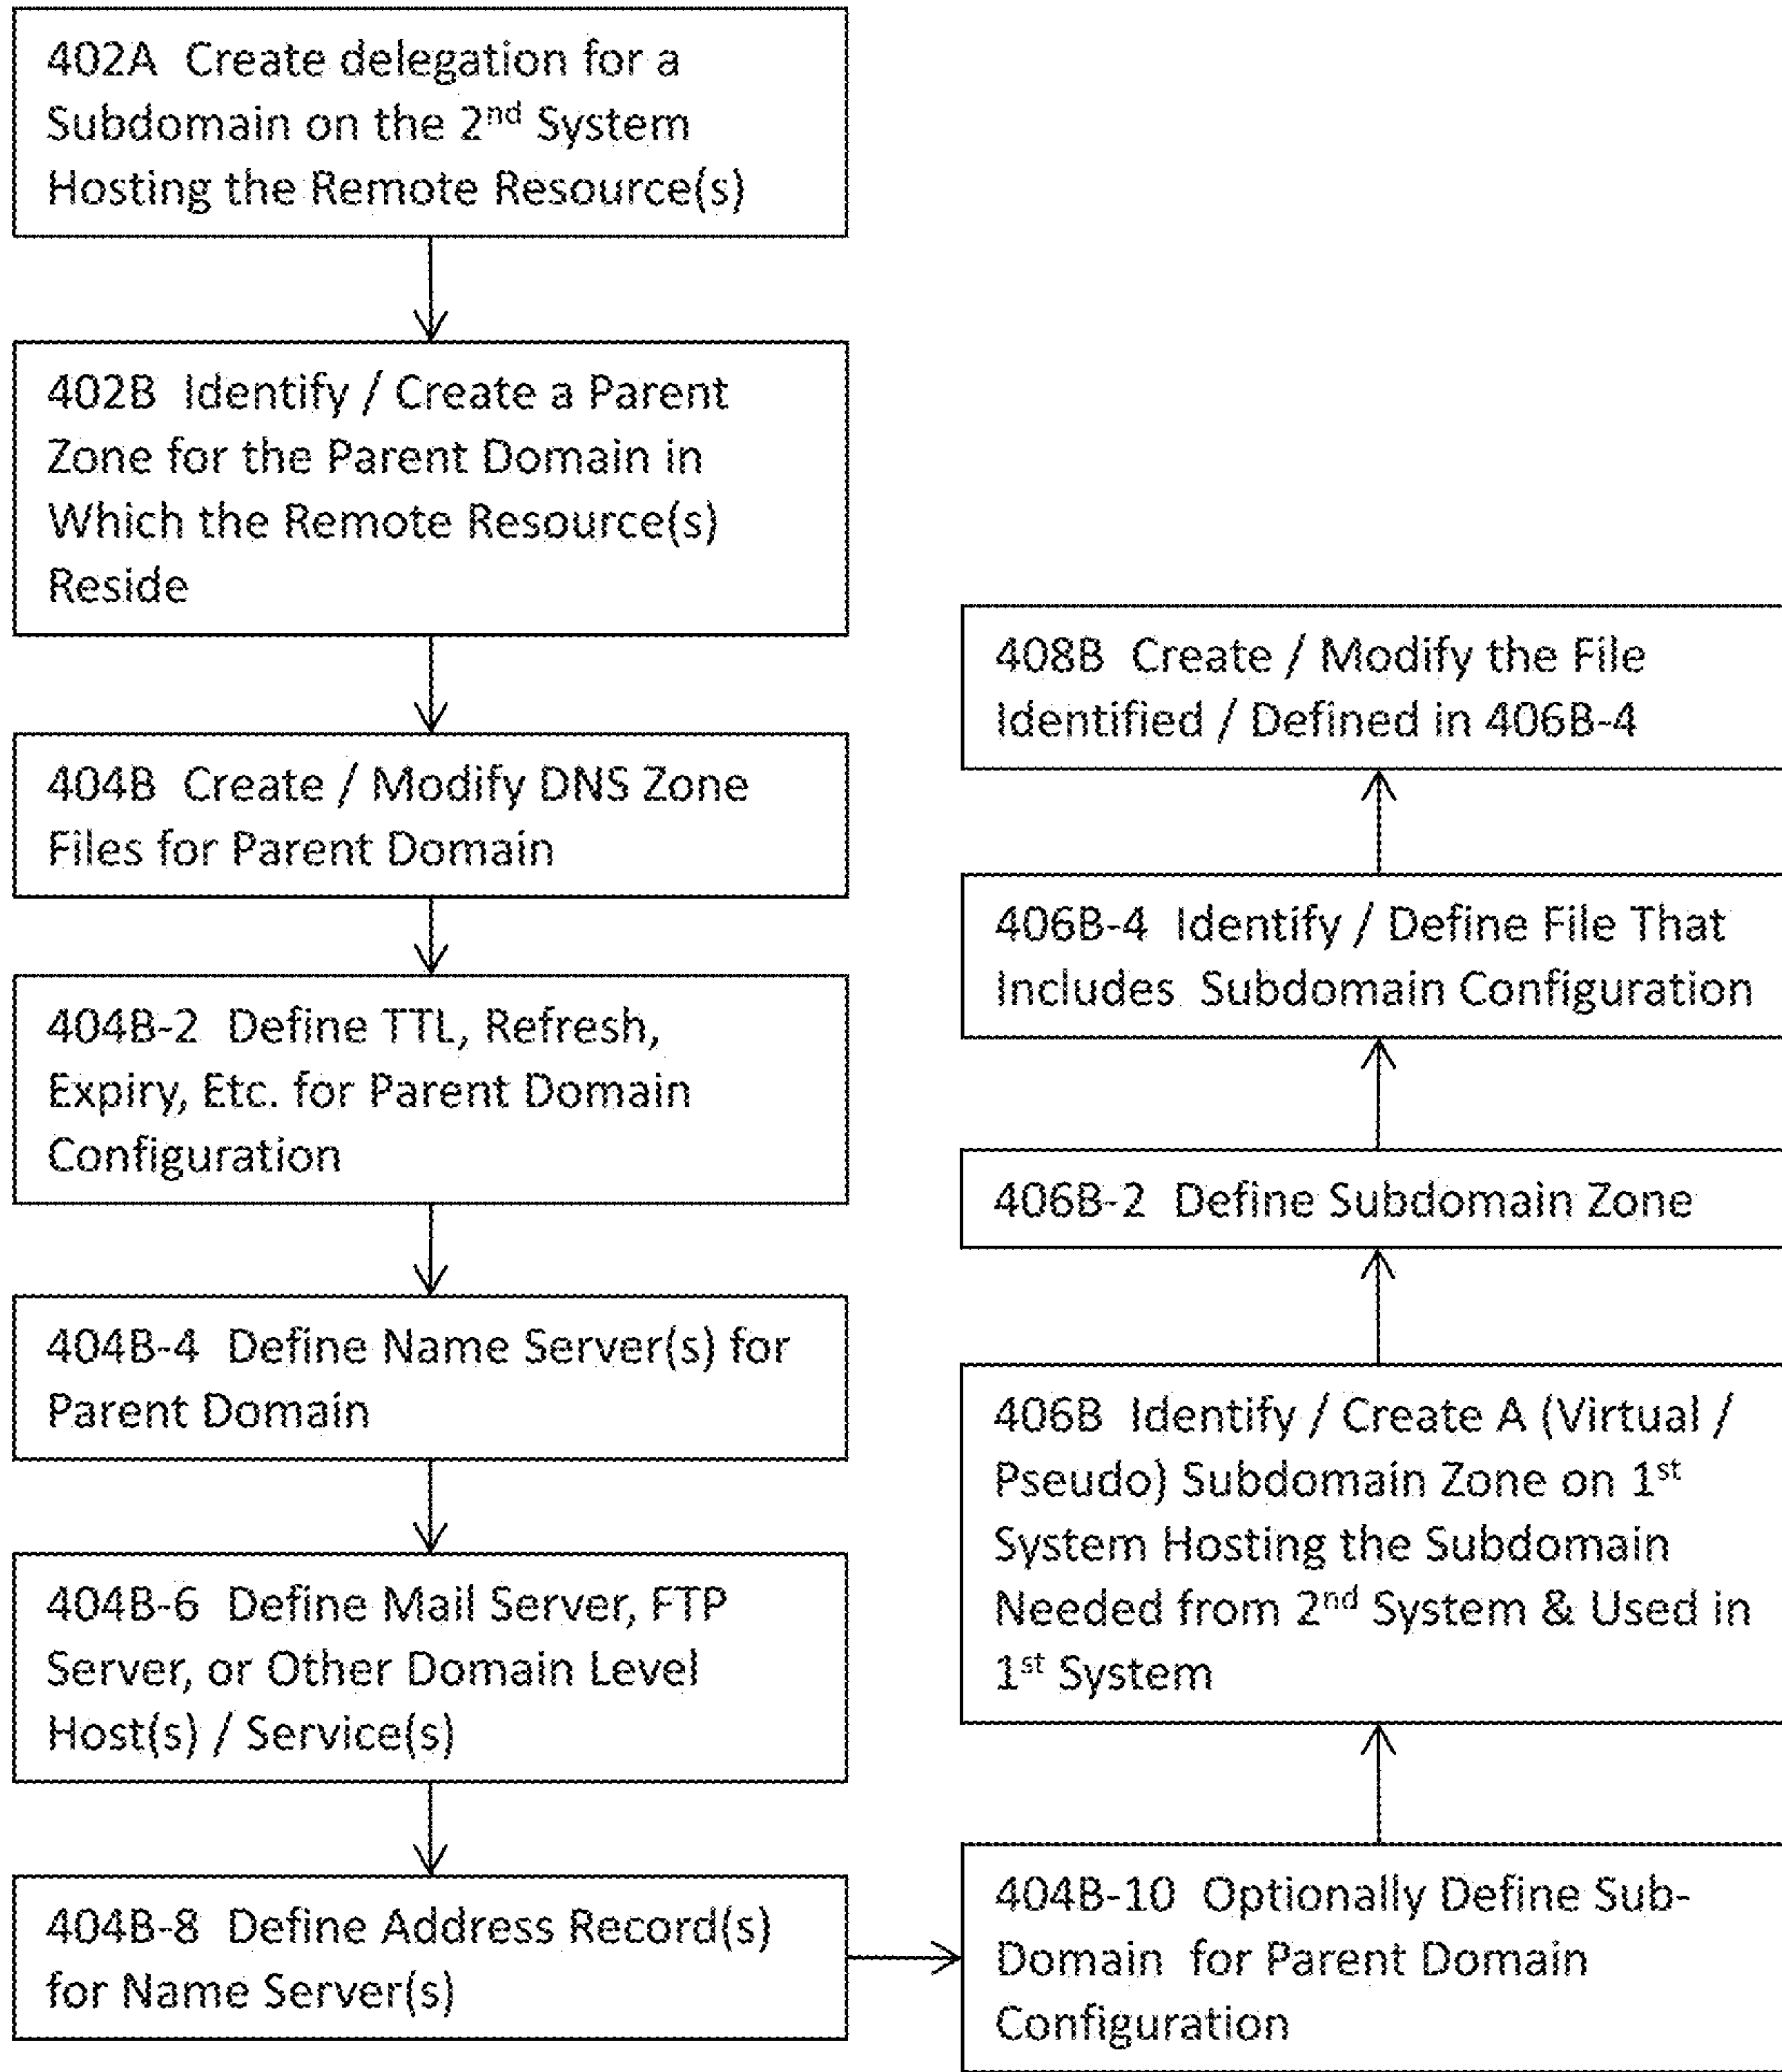 402A Create delegation for a
Subdomain on the 2nd System
Hosting the Remote Resource(s)
402B Identify / Create a Parent
Zone for the Parent Domain in
Which the Remote Resource(s)
Reside
404B Create / Modify DNS Zone
Files for Parent Domain
404B-2 Define TTL, Refresh,
Expiry, Etc. for Parent Domain
Configuration
404B-4 Define Name Server(s) for
Parent Domain
404B-6 Define Mail Server, FTP
Server, or Other Domain Level
Host(s) / Service(s)
404B-8 Define Address Record(s)
for Name Server(s)
404B-10 Optionally Define Sub-
Domain for Parent Domain
Configuration
406B Identify / Create A (Virtual /
Pseudo) Subdomain Zone on 1st
System Hosting the Subdomain
Needed from 2nd System & Used in
1st System
406B-2 Define Subdomain Zone
406B-4 Identify / Define File That
Includes Subdomain Configuration
408B Create / Modify the File
Identified / Defined in 406B-4